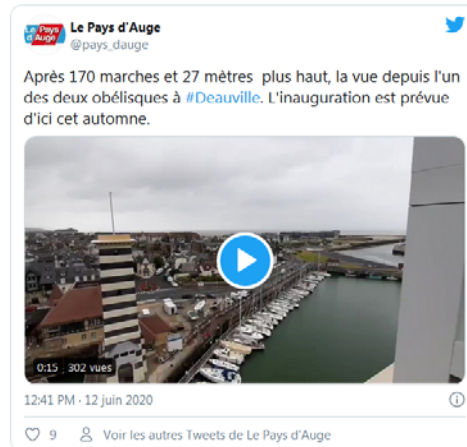 Le Pays d'Auge
Le Pays d'Auge
@pays_dauge
Après 170 marches et 27 mètres plus haut, la vue depuis l'un
des deux obélisques à #Deauville. L'inauguration est prévue
d'ici cet automne.
0:15 302 vues
12:41 PM · 12 juin 2020
9 Voir les autres Tweets de Le Pays d'Auge